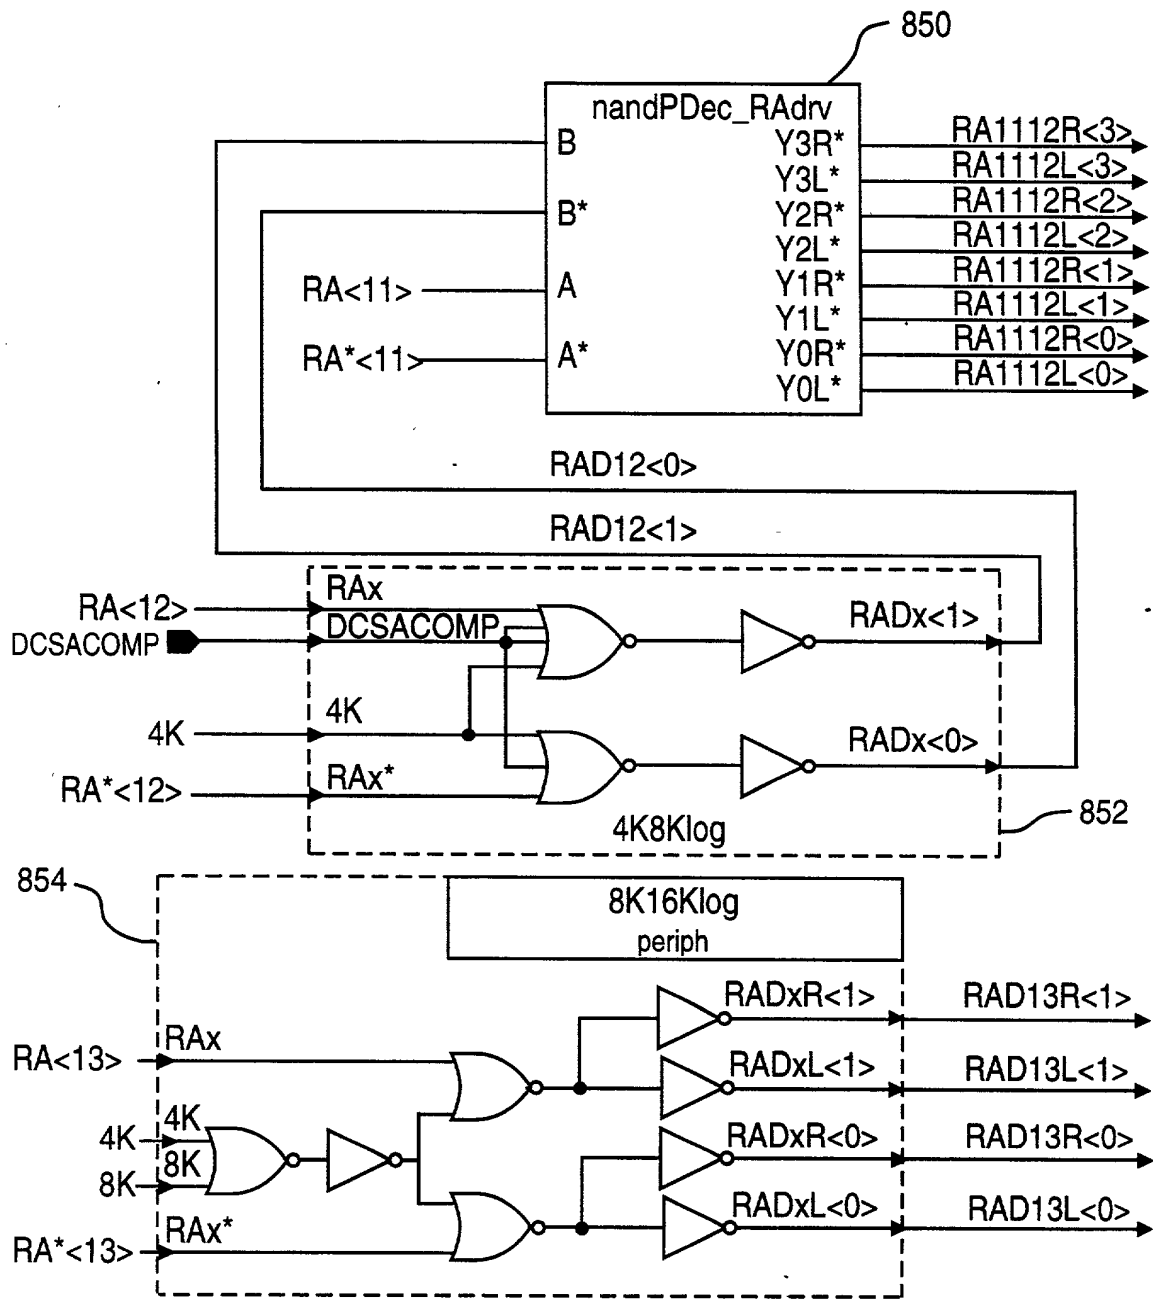 850
nandPDec_RAdrv
B
B*
RA<11> A
RA*<11> A*
Y3R* RA1112R<3>
Y3L* RA1112L<3>
Y2R* RA1112R<2>
Y2L* RA1112L<2>
Y1R* RA1112R<1>
Y1L* RA1112L<1>
Y0R* RA1112R<0>
Y0L* RA1112L<0>
RAD12<0>
RAD12<1>
RA<12> RAx
DCSACOMP DCSACOMP RADx<1>
4K 4K RADx<0>
RA*<12> RAx*
4K8Klog
852
854
8K16Klog
periph
RADxR<1> RAD13R<1>
RA<13> RAx RADxL<1> RAD13L<1>
4K 4K RADxR<0> RAD13R<0>
8K 8K RADxL<0> RAD13L<0>
RA*<13> RAx*